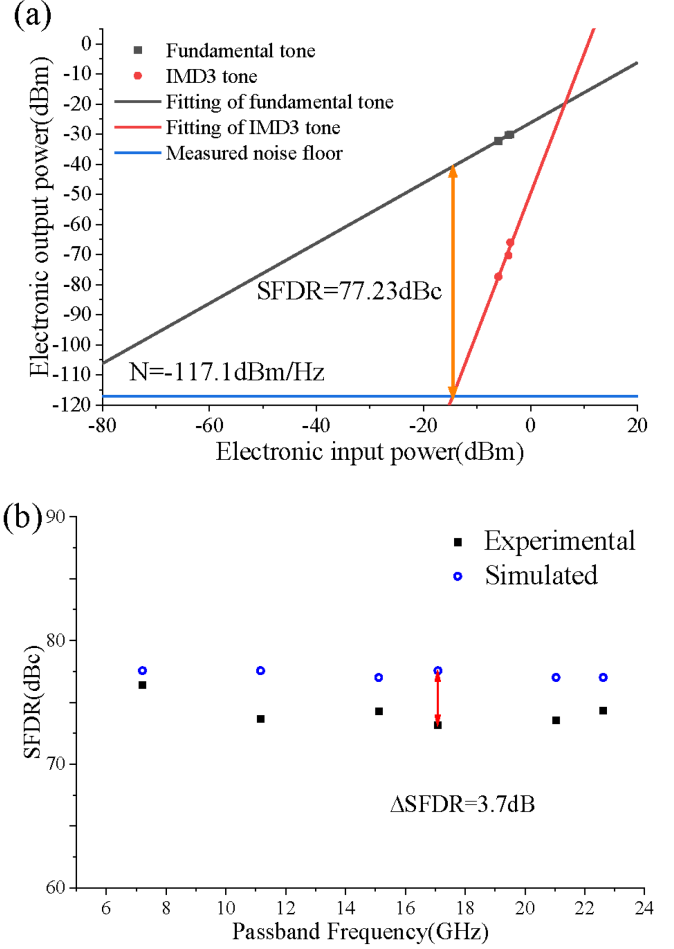 (a)
Electronic output power(dBm)
0
-10
-20
-30
-40
-50
-60
-70
-80
-90
-100
-110
-120
Fundamental tone
IMD3 tone
Fitting of fundamental tone
Fitting of IMD3 tone
Measured noise floor
SFDR=77.23dBc
N=-117.1dBm/Hz
-80
-60
-40
-20
0
20
Electronic input power(dBm)
(b)
SFDR(dBc)
90
80
70
60
Experimental
Simulated
ΔSFDR=3.7dB
6
8
10
12
14
16
18
20
22
24
Passband Frequency(GHz)